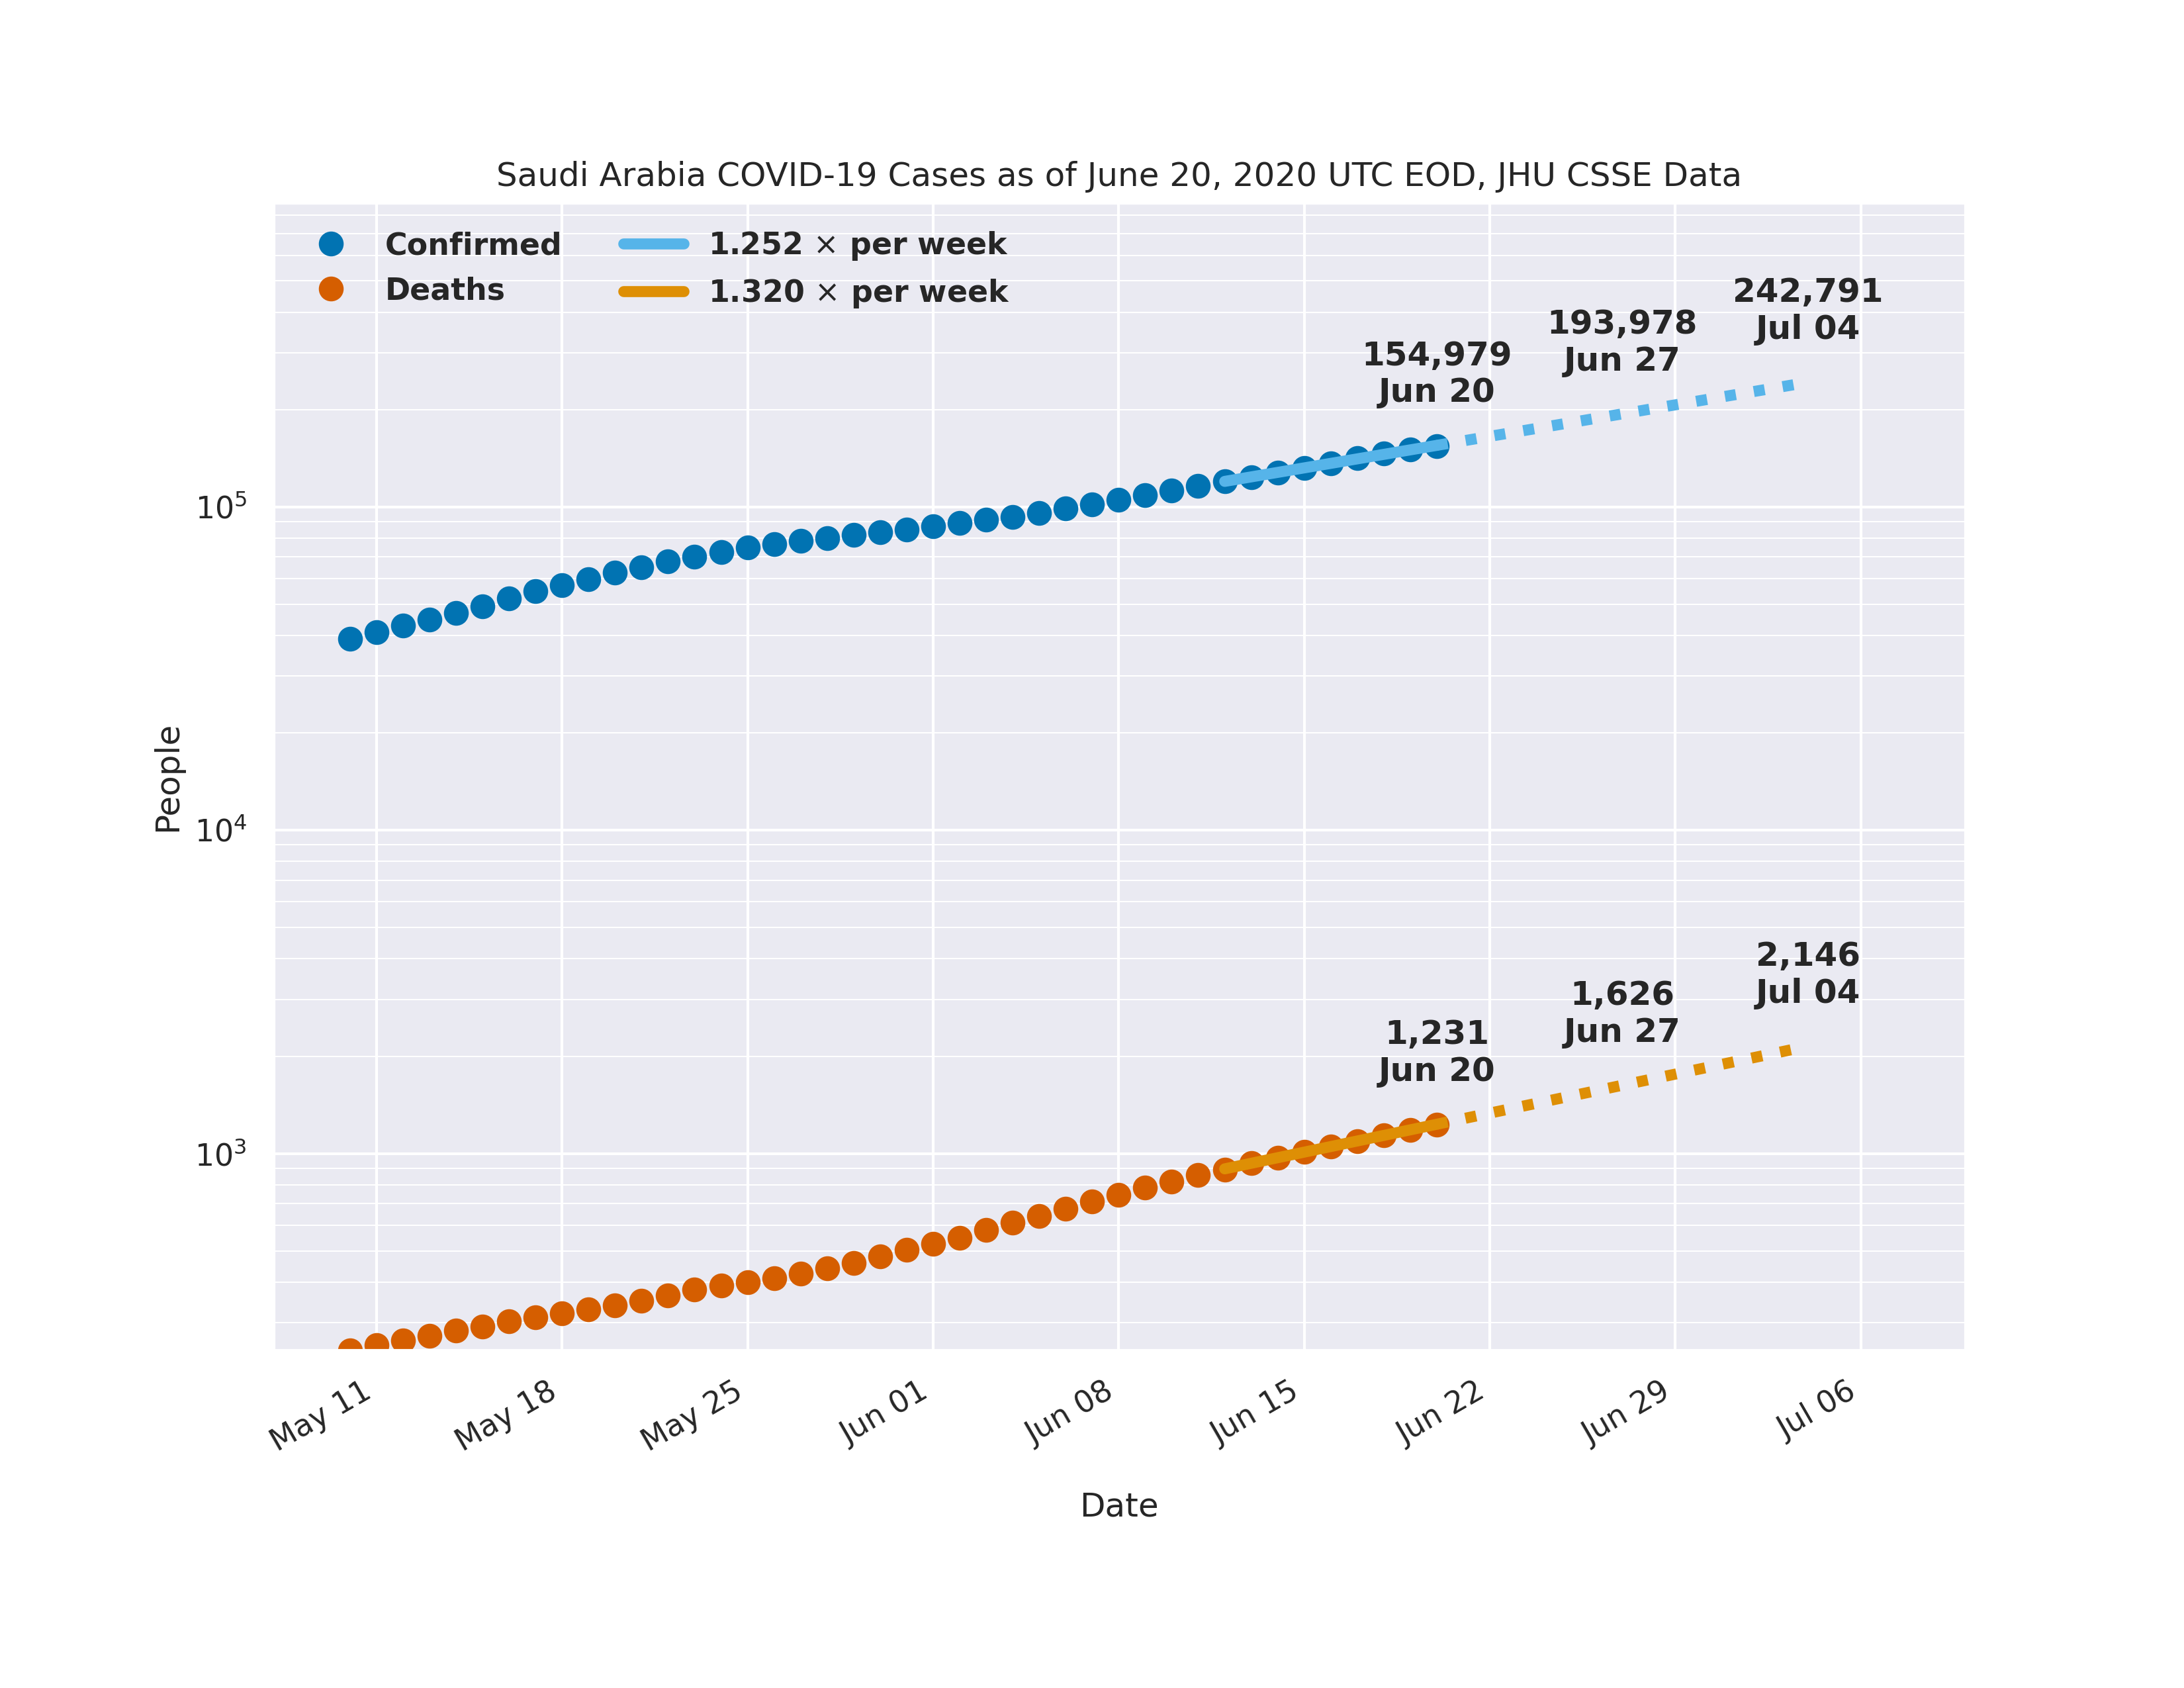 Saudi Arabia COVID-19 Cases as of June 20, 2020 UTC EOD, JHU CSSE Data
Confirmed
Deaths
1.252 × per week
1.320 × per week
242,791
Jul 04
193,978
Jun 27
154,979
Jun 20
10⁵
10⁴
10³
People
2,146
Jul 04
1,626
Jun 27
1,231
Jun 20
May 11
May 18
May 25
Jun 01
Jun 08
Jun 15
Jun 22
Jun 29
Jul 06
Date